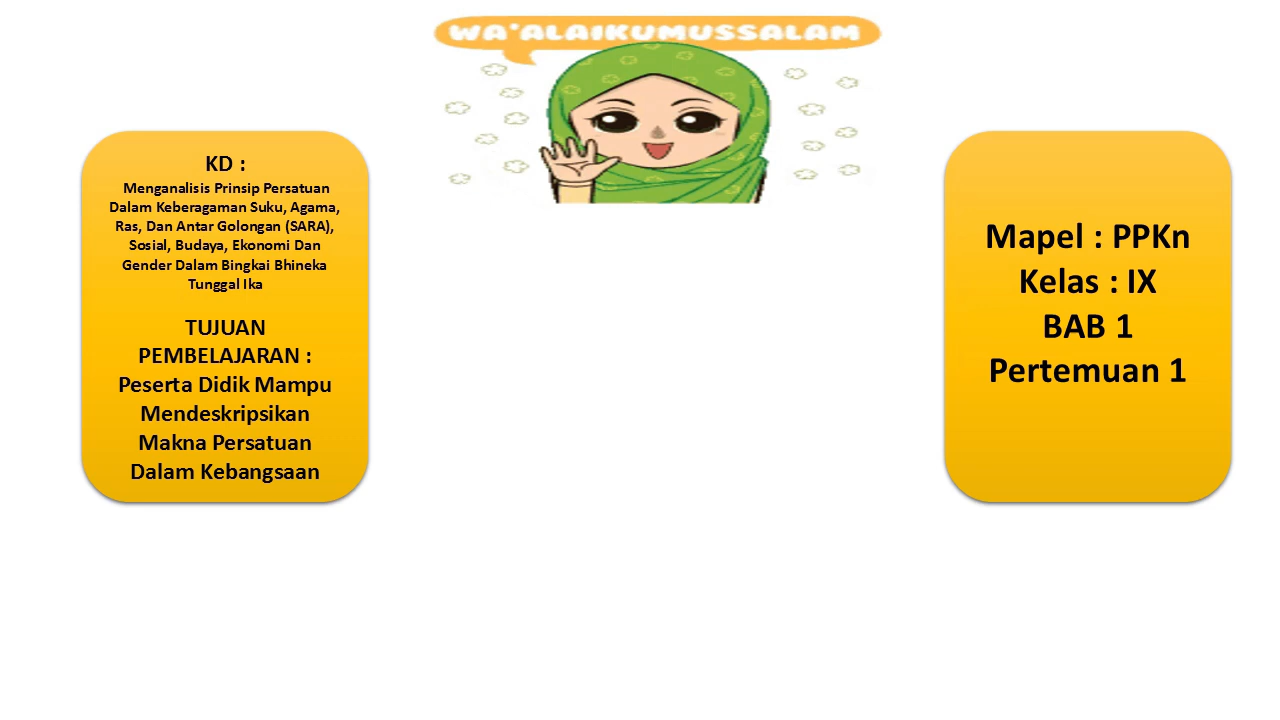 WA'ALAIKUMUSSALAM
KD :
Menganalisis Prinsip Persatuan
Dalam Keberagaman Suku, Agama,
Ras, Dan Antar Golongan (SARA),
Sosial, Budaya, Ekonomi Dan
Gender Dalam Bingkai Bhineka
Tunggal Ika
TUJUAN
PEMBELAJARAN :
Peserta Didik Mampu
Mendeskripsikan
Makna Persatuan
Dalam Kebangsaan
Mapel : PPKn
Kelas : IX
BAB 1
Pertemuan 1